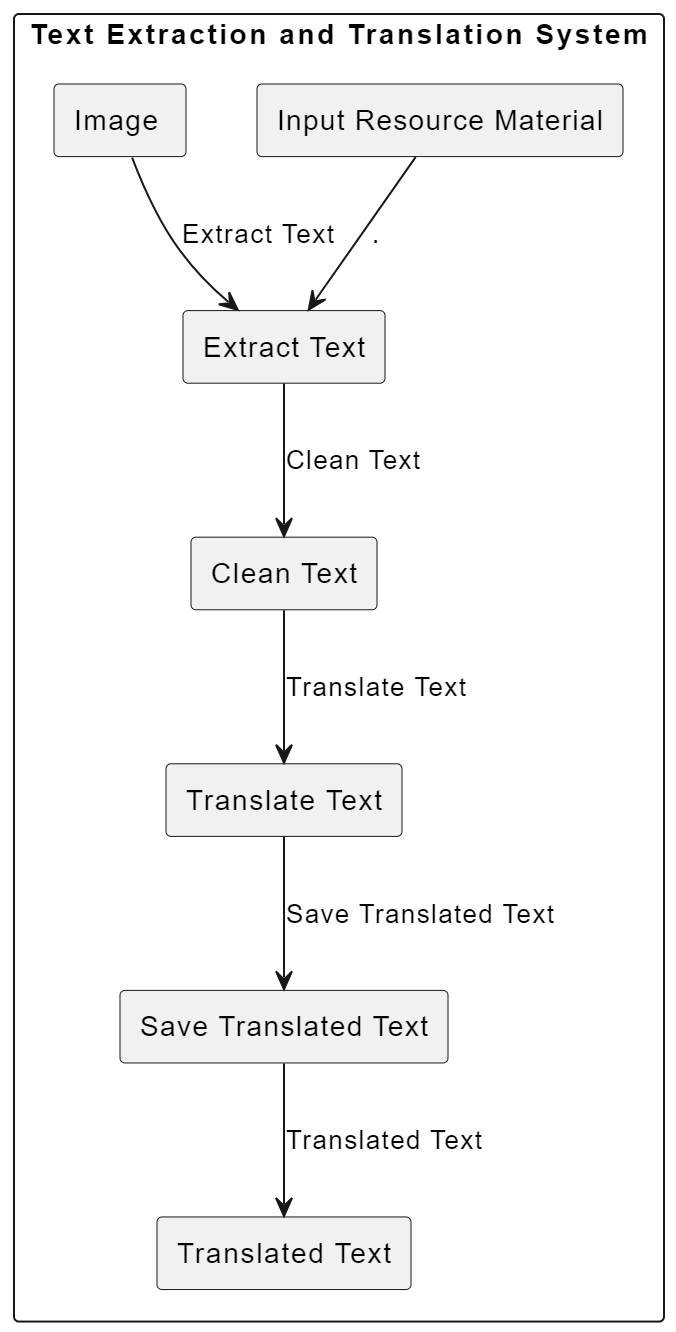 Text Extraction and Translation System
Image
Input Resource Material
Extract Text
.
Extract Text
Clean Text
Clean Text
Translate Text
Translate Text
Save Translated Text
Save Translated Text
Translated Text
Translated Text